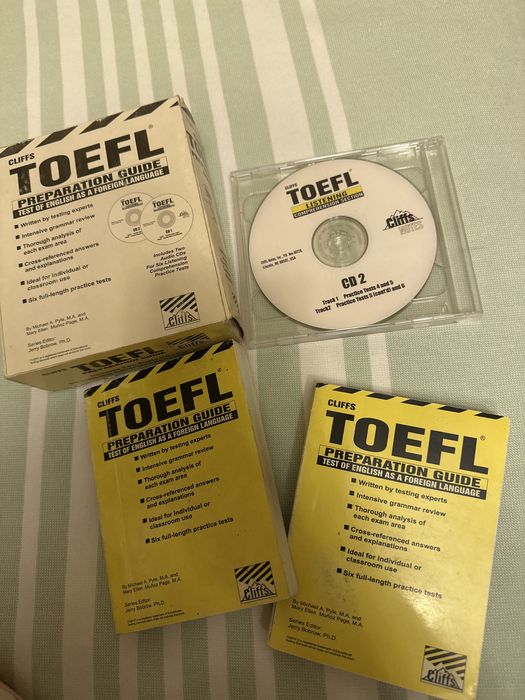 CLIFFS
TOEFL®
PREPARATION GUIDE
TEST OF ENGLISH AS A FOREIGN LANGUAGE
■ Written by testing experts
■ Intensive grammar review
■ Thorough analysis of
each exam area
■ Cross-referenced answers
and explanations
■ Ideal for individual or
classroom use
■ Six full-length practice tests
Includes Two
Audio CDs
For Six Listening
Comprehension
Practice Tests
By Michael A. Pyle, M.A. and
Mary Ellen Muñoz Page, M.A.
Series Editor:
Jerry Bobrow, Ph.D.
Cliffs
CLIFFS
TOEFL
PREPARATION GUIDE
CLIFFS
TOEFL®
LISTENING
COMPREHENSION SECTION
Cliffs
NOTES
CD 2
Track 1 Practice Tests 4 and 5
Track2 Practice Tests 5 (cont'd) and 6
CLIFFS
TOEFL
PREPARATION GUIDE
TEST OF ENGLISH AS A FOREIGN LANGUAGE
■ Written by testing experts
■ Intensive grammar review
■ Thorough analysis of
each exam area
■ Cross-referenced answers
and explanations
■ Ideal for individual or
classroom use
■ Six full-length practice tests
By Michael A. Pyle, M.A. and
Mary Ellen Muñoz Page, M.A.
Series Editor:
Jerry Bobrow, Ph.D.
Cliffs
CLIFFS
TOEFL®
PREPARATION GUIDE
TEST OF ENGLISH AS A FOREIGN LANGUAGE
■ Written by testing experts
■ Intensive grammar review
■ Thorough analysis of
each exam area
■ Cross-referenced answers
and explanations
■ Ideal for individual or
classroom use
■ Six full-length practice tests
By Michael A. Pyle, M.A. and
Mary Ellen Muñoz Page, M.A.
Series Editor:
Jerry Bobrow, Ph.D.
Cliffs